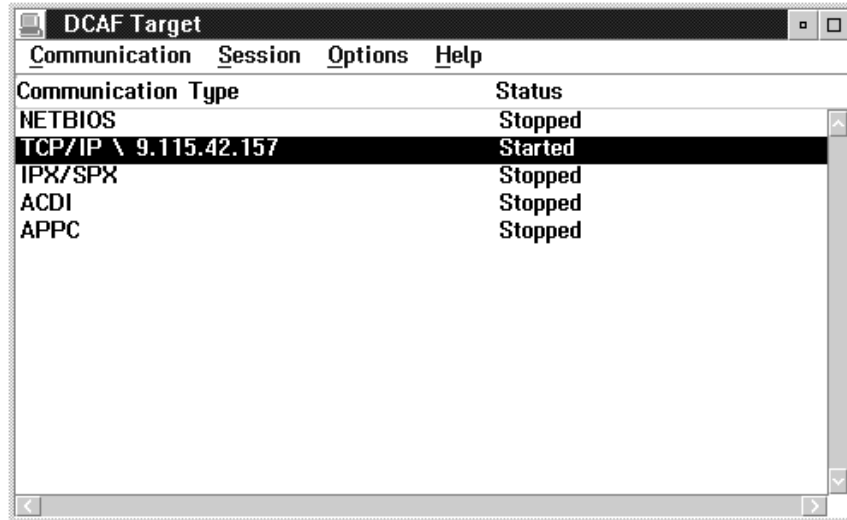 DCAF Target
Communication Session Options Help
Communication Type Status
NETBIOS Stopped
TCP/IP \ 9.115.42.157 Started
IPX/SPX Stopped
ACDI Stopped
APPC Stopped